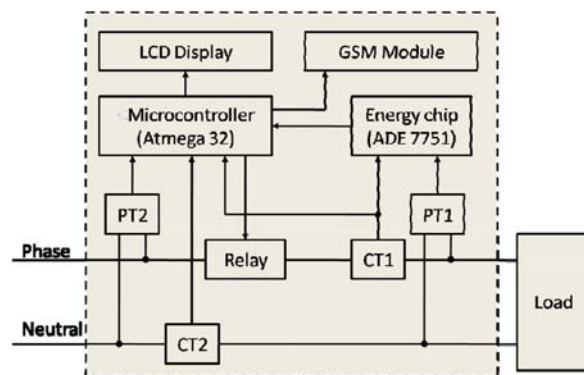 LCD Display
GSM Module
Microcontroller
(Atmega 32)
Energy chip
(ADE 7751)
PT2
PT1
Phase
Relay
CT1
Load
Neutral
CT2